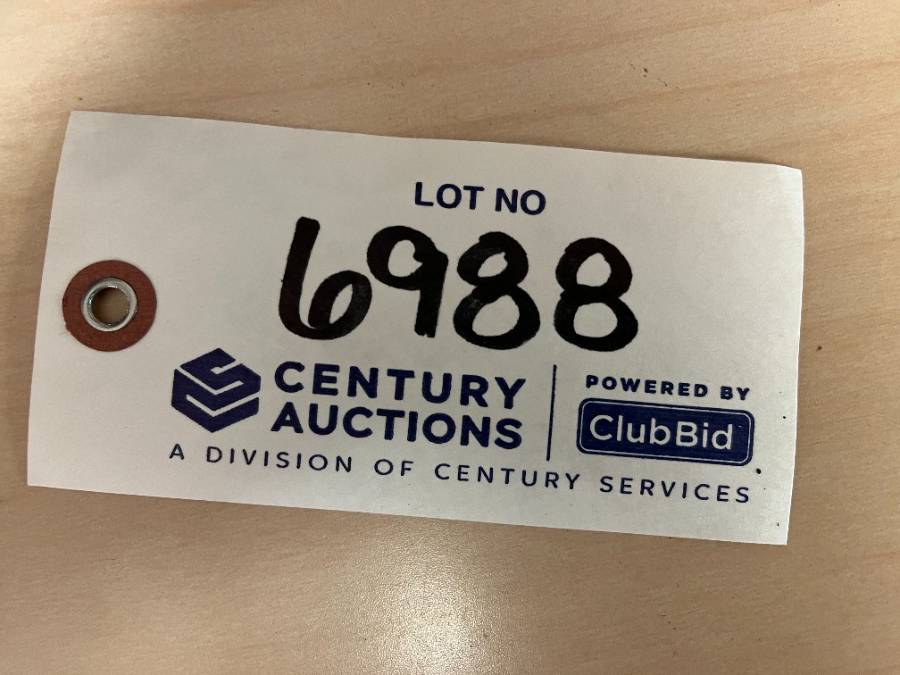 LOT NO
6988
CENTURY
AUCTIONS
POWERED BY
ClubBid
A DIVISION OF CENTURY SERVICES